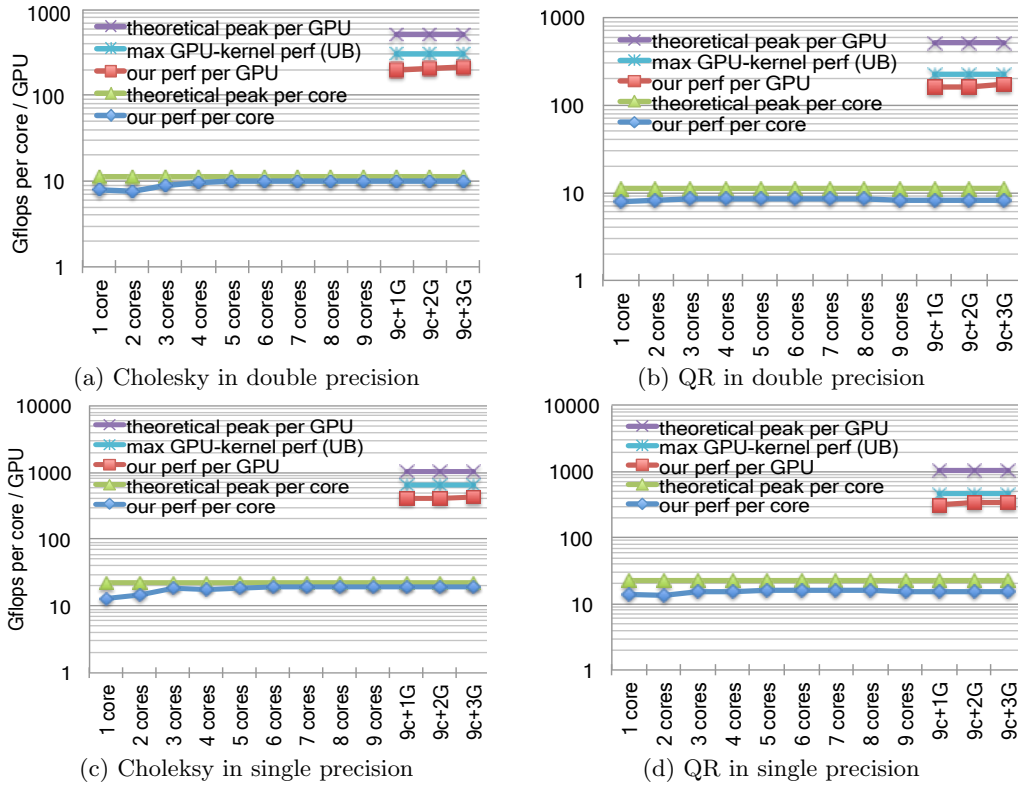 Gflops per core / GPU
1000
100
10
1
theoretical peak per GPU
max GPU-kernel perf (UB)
our perf per GPU
theoretical peak per core
our perf per core
1 core
2 cores
3 cores
4 cores
5 cores
6 cores
7 cores
8 cores
9 cores
9c+1G
9c+2G
9c+3G
(a) Cholesky in double precision
1000
100
10
1
theoretical peak per GPU
max GPU-kernel perf (UB)
our perf per GPU
theoretical peak per core
our perf per core
1 core
2 cores
3 cores
4 cores
5 cores
6 cores
7 cores
8 cores
9 cores
9c+1G
9c+2G
9c+3G
(b) QR in double precision
Gflops per core / GPU
10000
1000
100
10
1
theoretical peak per GPU
max GPU-kernel perf (UB)
our perf per GPU
theoretical peak per core
our perf per core
1 core
2 cores
3 cores
4 cores
5 cores
6 cores
7 cores
8 cores
9 cores
9c+1G
9c+2G
9c+3G
(c) Choleksy in single precision
10000
1000
100
10
1
theoretical peak per GPU
max GPU-kernel perf (UB)
our perf per GPU
theoretical peak per core
our perf per core
1 core
2 cores
3 cores
4 cores
5 cores
6 cores
7 cores
8 cores
9 cores
9c+1G
9c+2G
9c+3G
(d) QR in single precision